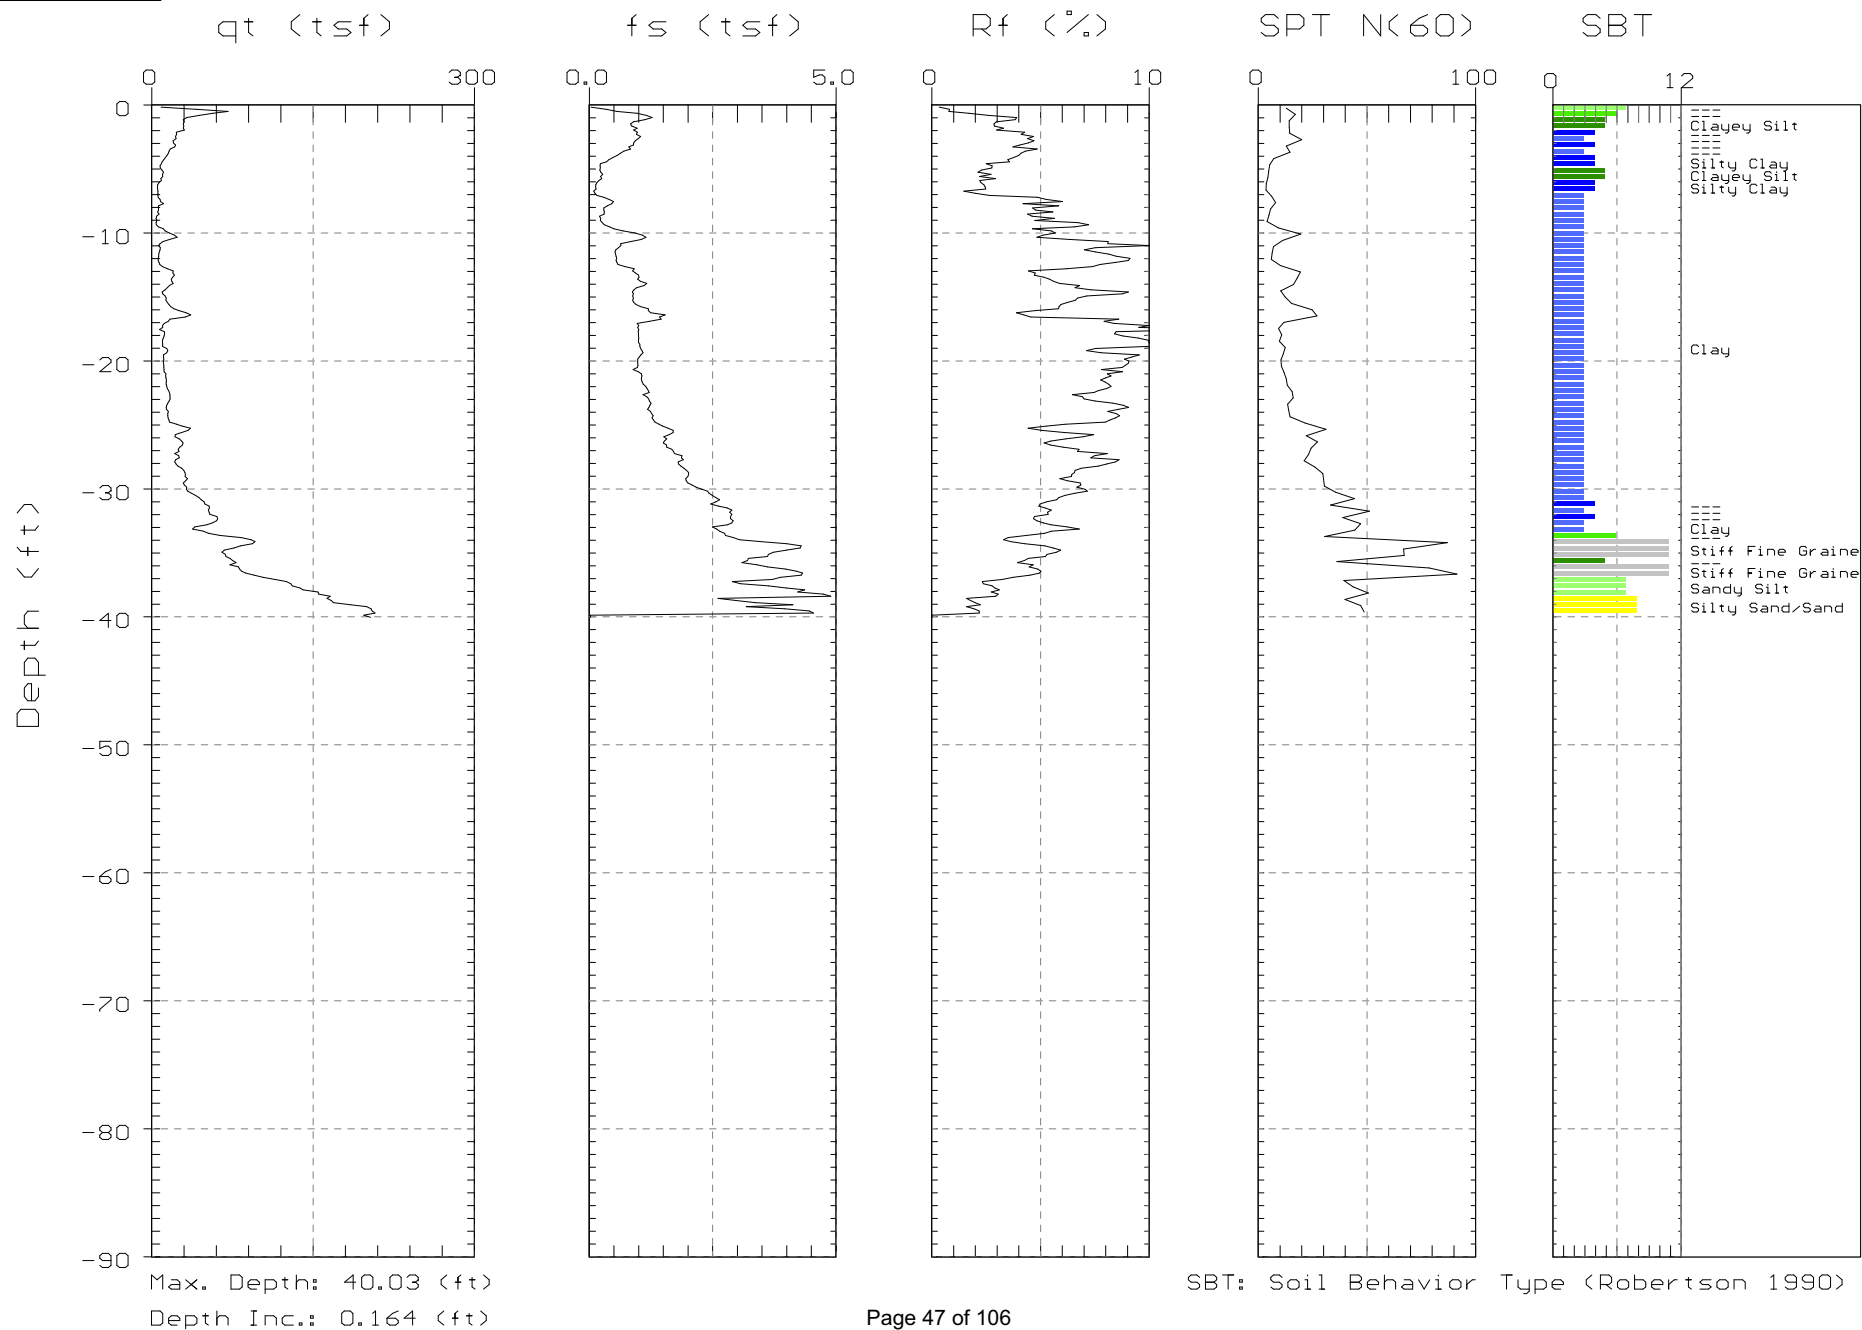 qt (tsf) fs (tsf) Rf (%) SPT N(60) SBT
0 300 0.0 5.0 0 10 0 100 0 12
0
-10
-20
-30
-40
-50
-60
-70
-80
-90
Depth (ft)
---
---
Clayey Silt
---
---
---
Silty Clay
Clayey Silt
Silty Clay
Clay
---
---
---
Clay
---
Stiff Fine Graine
---
Stiff Fine Graine
Sandy Silt
Silty Sand/Sand
Max. Depth: 40.03 (ft)
SBT: Soil Behavior Type (Robertson 1990)
Depth Inc.: 0.164 (ft)
Page 47 of 106